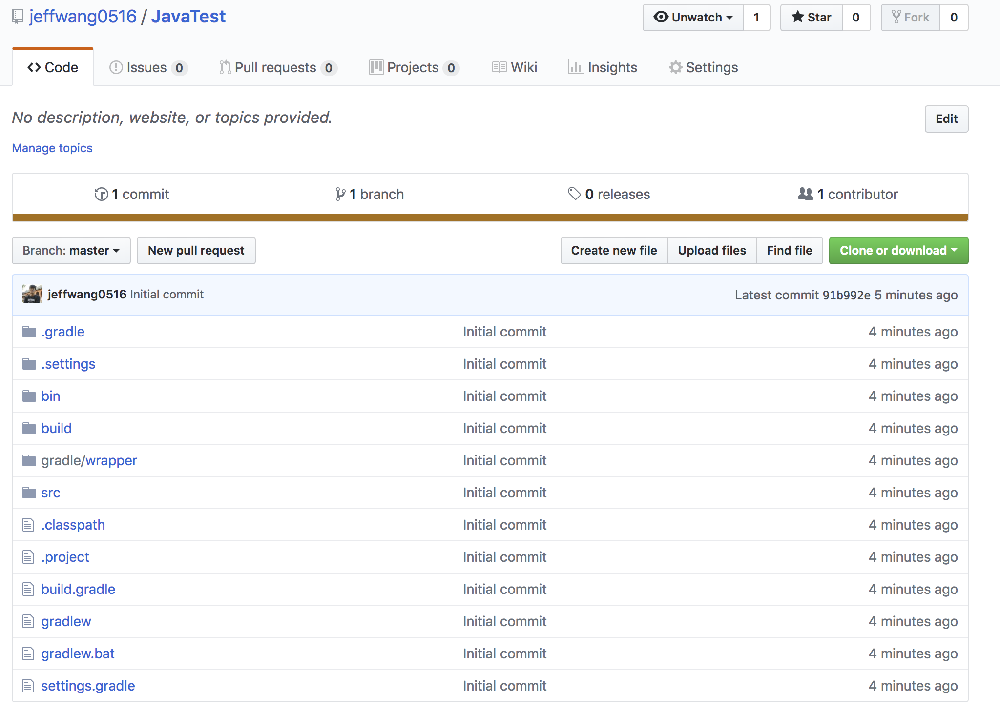 jeffwang0516 / JavaTest
Unwatch 1 Star 0 Fork 0
Code Issues 0 Pull requests 0 Projects 0 Wiki Insights Settings
No description, website, or topics provided. Edit
Manage topics
1 commit 1 branch 0 releases 1 contributor
Branch: master New pull request Create new file Upload files Find file Clone or download
jeffwang0516 Initial commit Latest commit 91b992e 5 minutes ago
.gradle Initial commit 4 minutes ago
.settings Initial commit 4 minutes ago
bin Initial commit 4 minutes ago
build Initial commit 4 minutes ago
gradle/wrapper Initial commit 4 minutes ago
src Initial commit 4 minutes ago
.classpath Initial commit 4 minutes ago
.project Initial commit 4 minutes ago
build.gradle Initial commit 4 minutes ago
gradlew Initial commit 4 minutes ago
gradlew.bat Initial commit 4 minutes ago
settings.gradle Initial commit 4 minutes ago